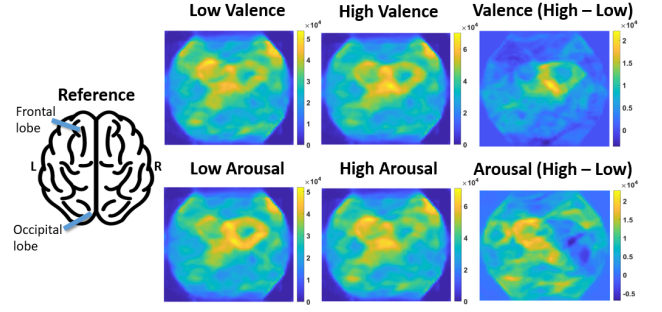 Low Valence
High Valence
Valence (High – Low)
×10⁴
5
4
3
2
1
0
×10⁴
6
4
2
0
×10⁴
2
1.5
1
0.5
0
Reference
Frontal
lobe
L
R
Occipital
lobe
Low Arousal
High Arousal
Arousal (High – Low)
×10⁴
5
4
3
2
1
0
×10⁴
6
4
2
0
×10⁴
2
1.5
1
0.5
0
-0.5